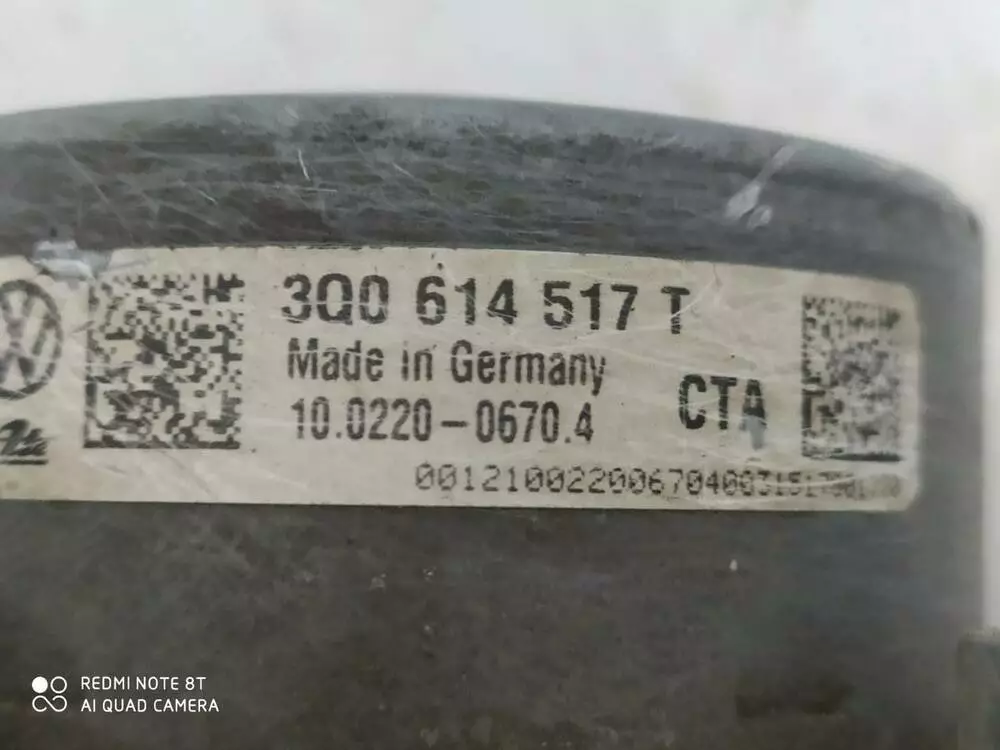 3Q0 614 517 T
Made in Germany
10.0220-0670.4
CTA
REDMI NOTE 8T
AI QUAD CAMERA